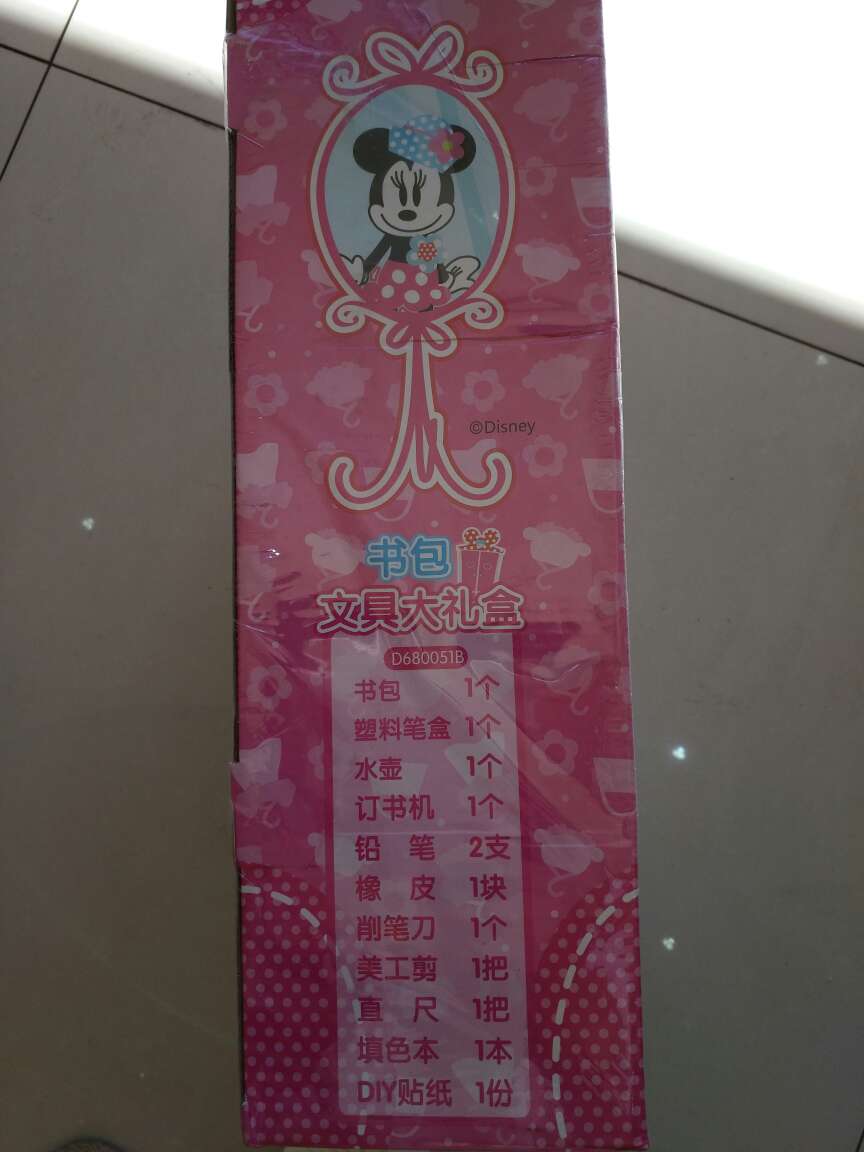 ©Disney
书包
文具大礼盒
D680051B
书包 1个
塑料笔盒 1个
水壶 1个
订书机 1个
铅 笔 2支
橡 皮 1块
削笔刀 1个
美工剪 1把
直 尺 1把
填色本 1本
DIY贴纸 1份